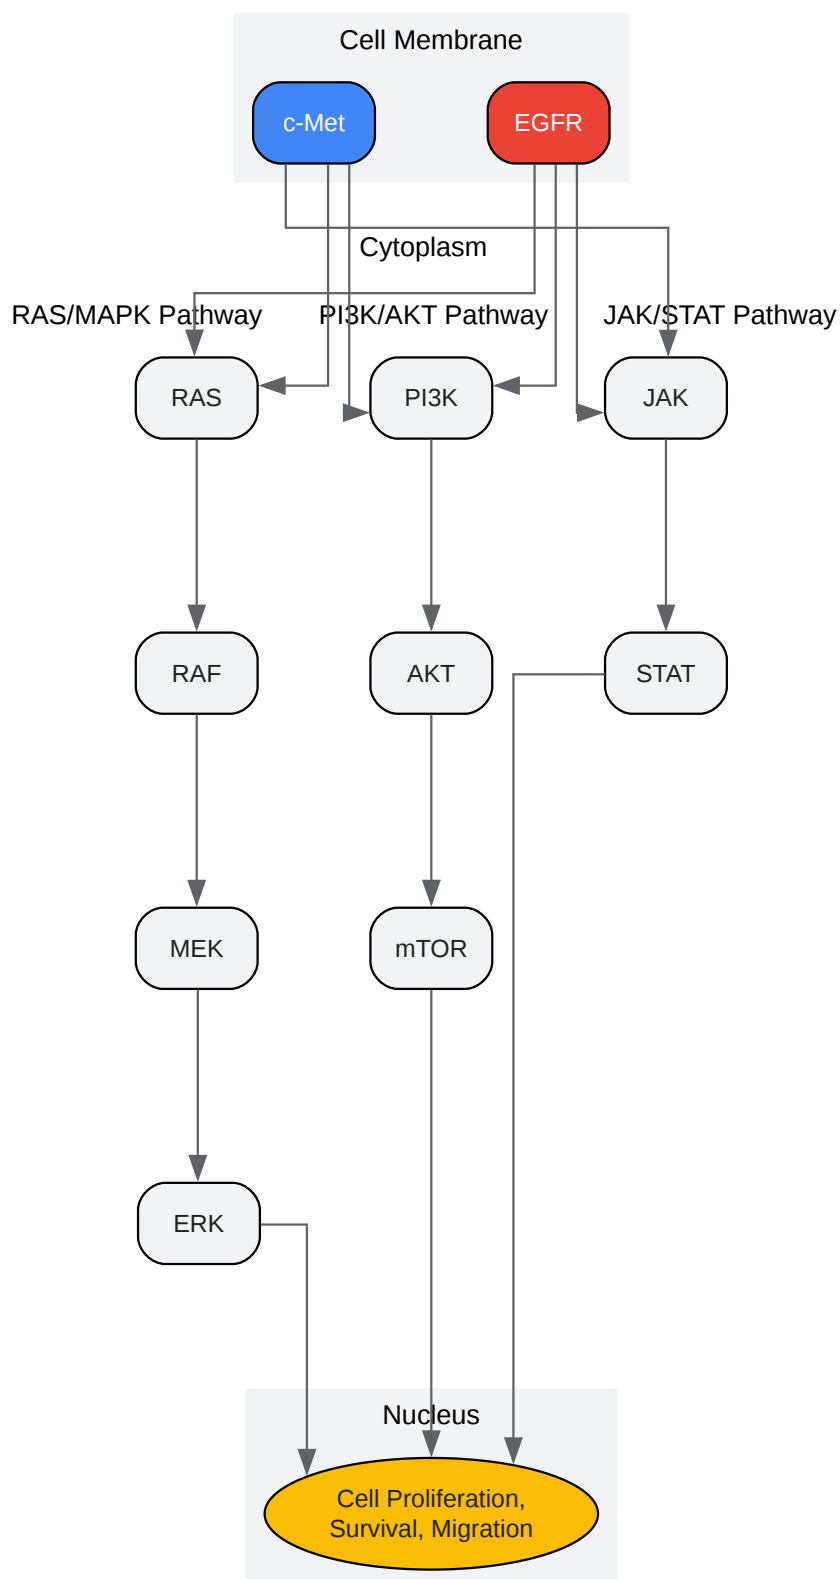 Cell Membrane
c-Met
EGFR
Cytoplasm
RAS/MAPK Pathway
PI3K/AKT Pathway
JAK/STAT Pathway
RAS
PI3K
JAK
RAF
AKT
STAT
MEK
mTOR
ERK
Nucleus
Cell Proliferation,
Survival, Migration